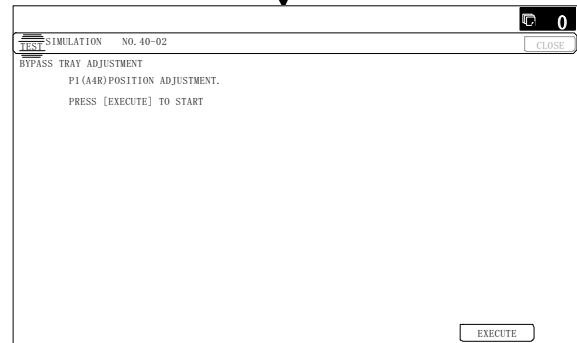 0
TEST SIMULATION NO. 40-02
CLOSE
BYPASS TRAY ADJUSTMENT
P1(A4R)POSITION ADJUSTMENT.
PRESS [EXECUTE] TO START
EXECUTE